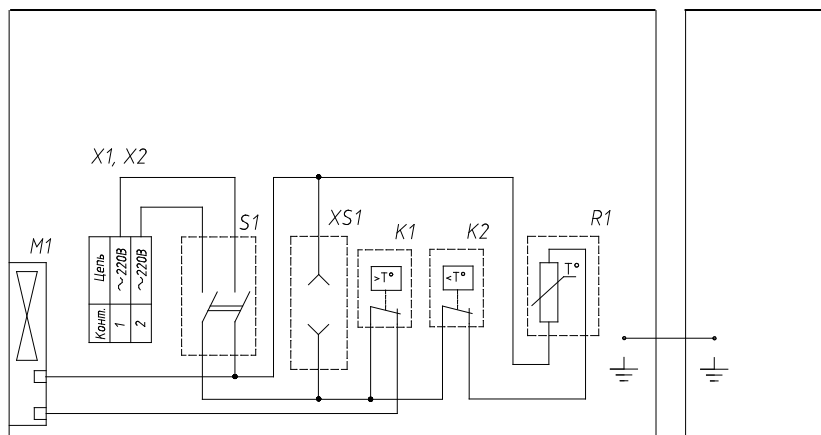 X1, X2
M1
S1
XS1
K1
K2
R1
Конт. Цепь
1 ~220В
2 ~220В
>T°
<T°
T°